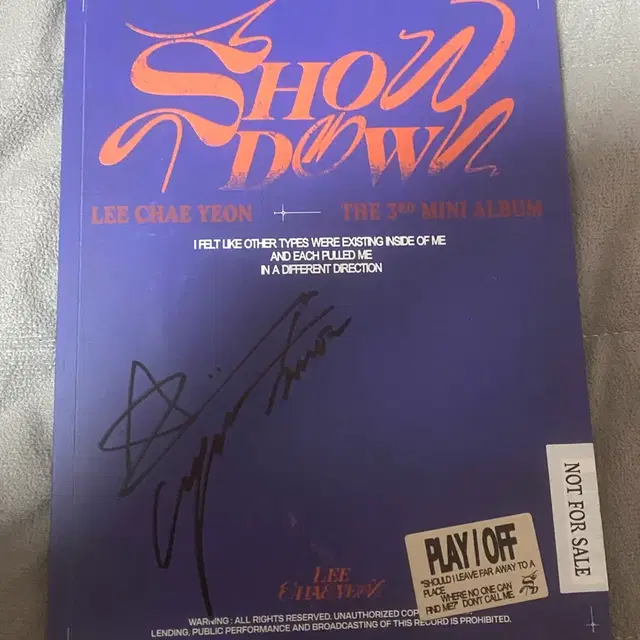 SHOW
DOWN
LEE CHAE YEON
THE 3RD MINI ALBUM
I FELT LIKE OTHER TYPES WERE EXISTING INSIDE OF ME
AND EACH PULLED ME
IN A DIFFERENT DIRECTION
NOT FOR SALE
PLAY / OFF
"SHOULD I LEAVE FAR AWAY TO A
PLACE
WHERE NO ONE CAN
FIND ME?" DON'T CALL ME
LEE
CHAE YEON
WARNING : ALL RIGHTS RESERVED. UNAUTHORIZED
LENDING, PUBLIC PERFORMANCE AND BROADCASTING OF THIS RECORD IS PROHIBITED.